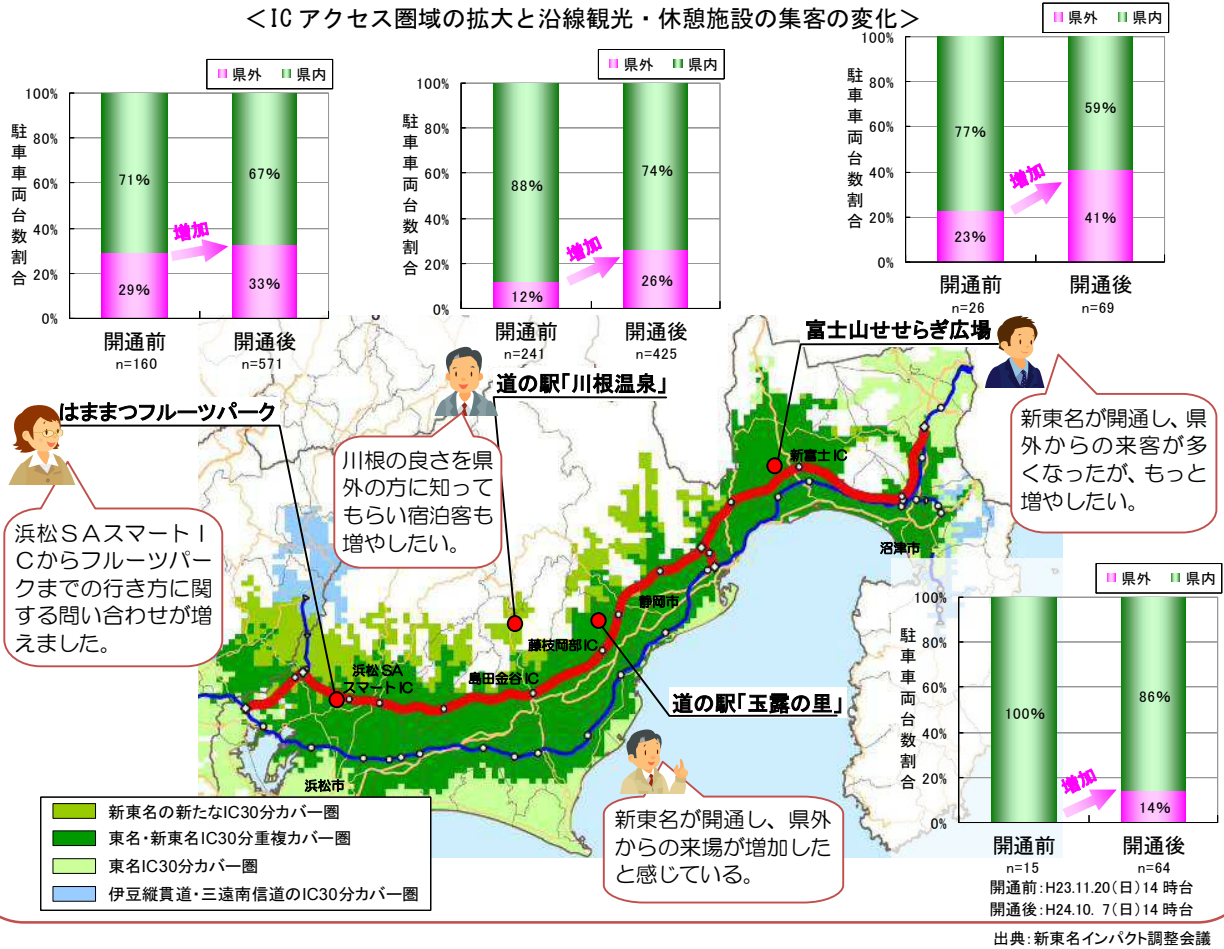 ＜IC アクセス圏域の拡大と沿線観光・休憩施設の集客の変化＞
県外 県内
100%
80%
60%
40%
20%
0%
駐車車両台数割合
71%
29%
67%
33%
増加
開通前
n=160
開通後
n=571
県外 県内
100%
80%
60%
40%
20%
0%
駐車車両台数割合
88%
12%
74%
26%
増加
開通前
n=241
開通後
n=425
県外 県内
100%
80%
60%
40%
20%
0%
駐車車両台数割合
77%
23%
59%
41%
増加
開通前
n=26
開通後
n=69
富士山せせらぎ広場
道の駅「川根温泉」
はままつフルーツパーク
新東名が開通し、県
外からの来客が多
くなったが、もっと
増やしたい。
川根の良さを県
外の方に知って
もらい宿泊客も
増やしたい。
浜松ＳＡスマートＩ
Ｃからフルーツパー
クまでの行き方に関
する問い合わせが増
えました。
新富士 IC
沼津市
静岡市
藤枝岡部 IC
島田金谷 IC
浜松 SA
スマート IC
浜松市
道の駅「玉露の里」
新東名が開通し、県外
からの来場が増加した
と感じている。
県外 県内
100%
80%
60%
40%
20%
0%
駐車車両台数割合
100%
86%
14%
増加
開通前
n=15
開通後
n=64
開通前:H23.11.20(日)14 時台
開通後:H24.10. 7(日)14 時台
新東名の新たなIC30分カバー圏
東名・新東名IC30分重複カバー圏
東名IC30分カバー圏
伊豆縦貫道・三遠南信道のIC30分カバー圏
出典：新東名インパクト調整会議